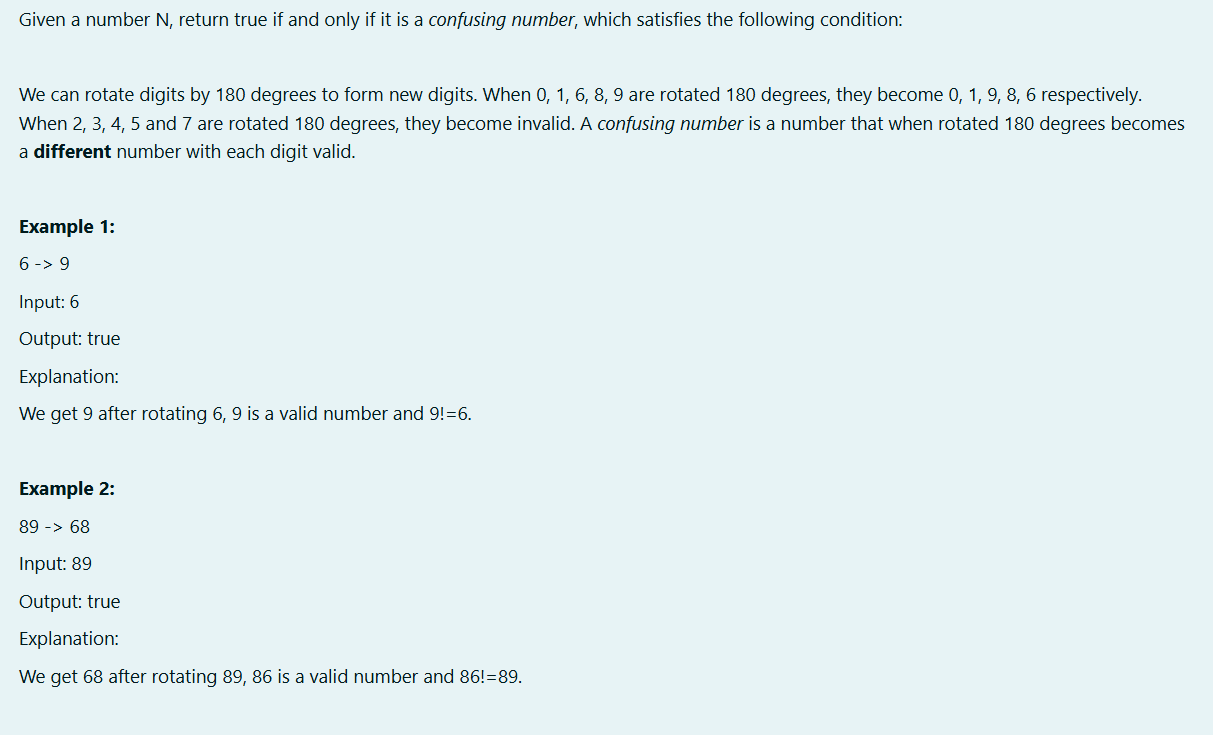 Given a number N, return true if and only if it is a confusing number, which satisfies the following condition:
We can rotate digits by 180 degrees to form new digits. When 0, 1, 6, 8, 9 are rotated 180 degrees, they become 0, 1, 9, 8, 6 respectively.
When 2, 3, 4, 5 and 7 are rotated 180 degrees, they become invalid. A confusing number is a number that when rotated 180 degrees becomes
a different number with each digit valid.
Example 1:
6 -> 9
Input: 6
Output: true
Explanation:
We get 9 after rotating 6, 9 is a valid number and 9!=6.
Example 2:
89 -> 68
Input: 89
Output: true
Explanation:
We get 68 after rotating 89, 86 is a valid number and 86!=89.